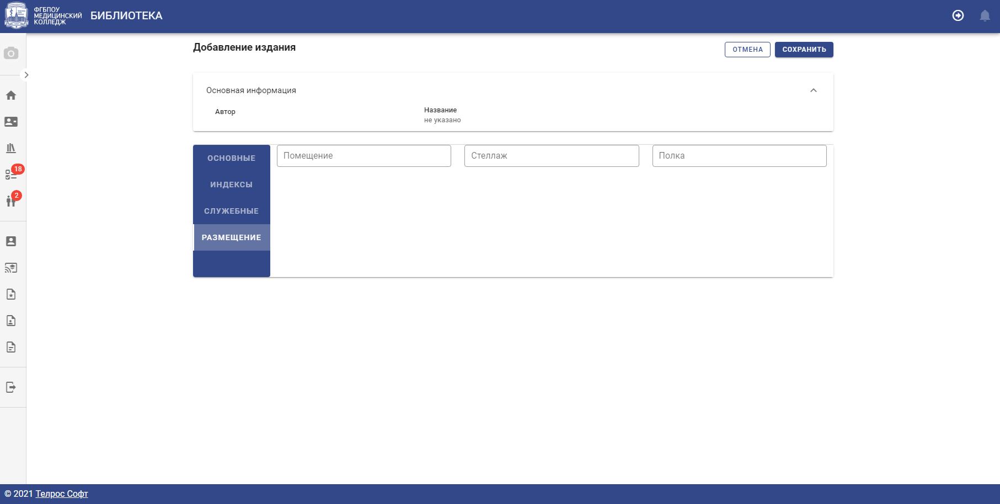 ФГБПОУ
МЕДИЦИНСКИЙ
КОЛЛЕДЖ
БИБЛИОТЕКА
Добавление издания
ОТМЕНА
СОХРАНИТЬ
Основная информация
Автор
Название
не указано
ОСНОВНЫЕ
ИНДЕКСЫ
СЛУЖЕБНЫЕ
РАЗМЕЩЕНИЕ
Помещение
Стеллаж
Полка
18
2
© 2021 Телрос Софт